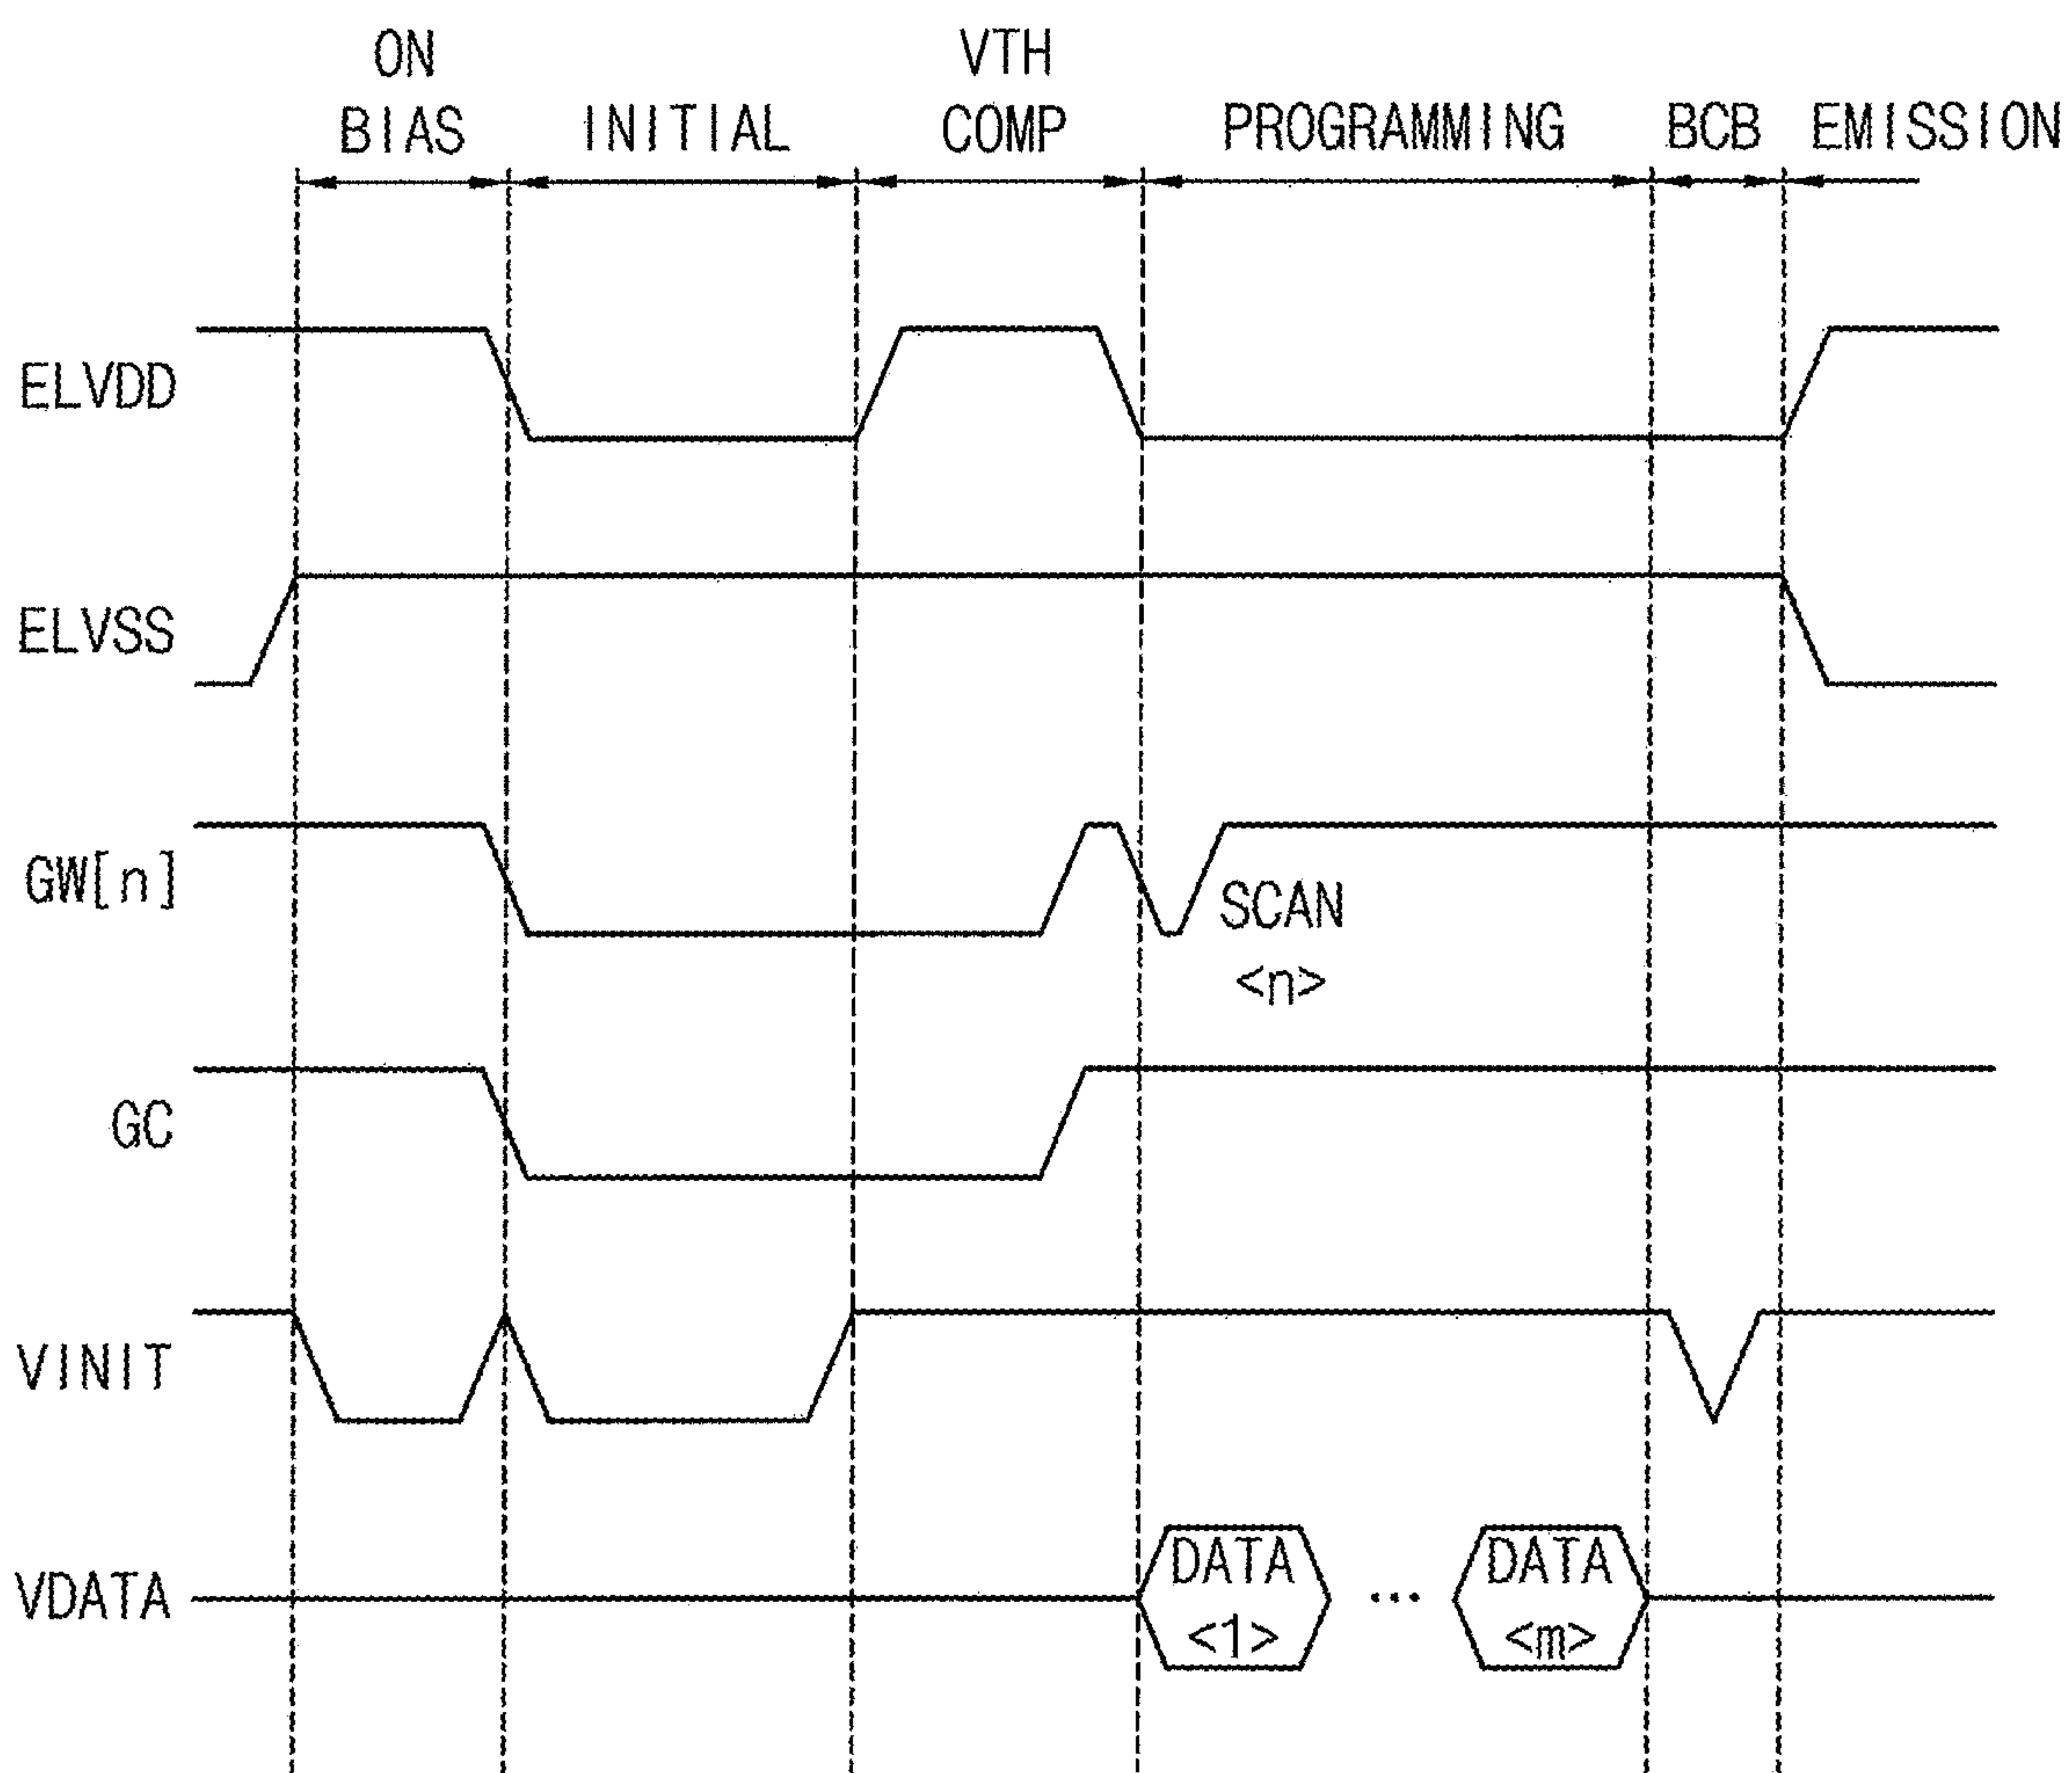 ON
BIAS
INITIAL
VTH
COMP
PROGRAMMING
BCB
EMISSION
ELVDD
ELVSS
GW[n]
SCAN
<n>
GC
VINIT
VDATA
DATA
<1>
...
DATA
<m>